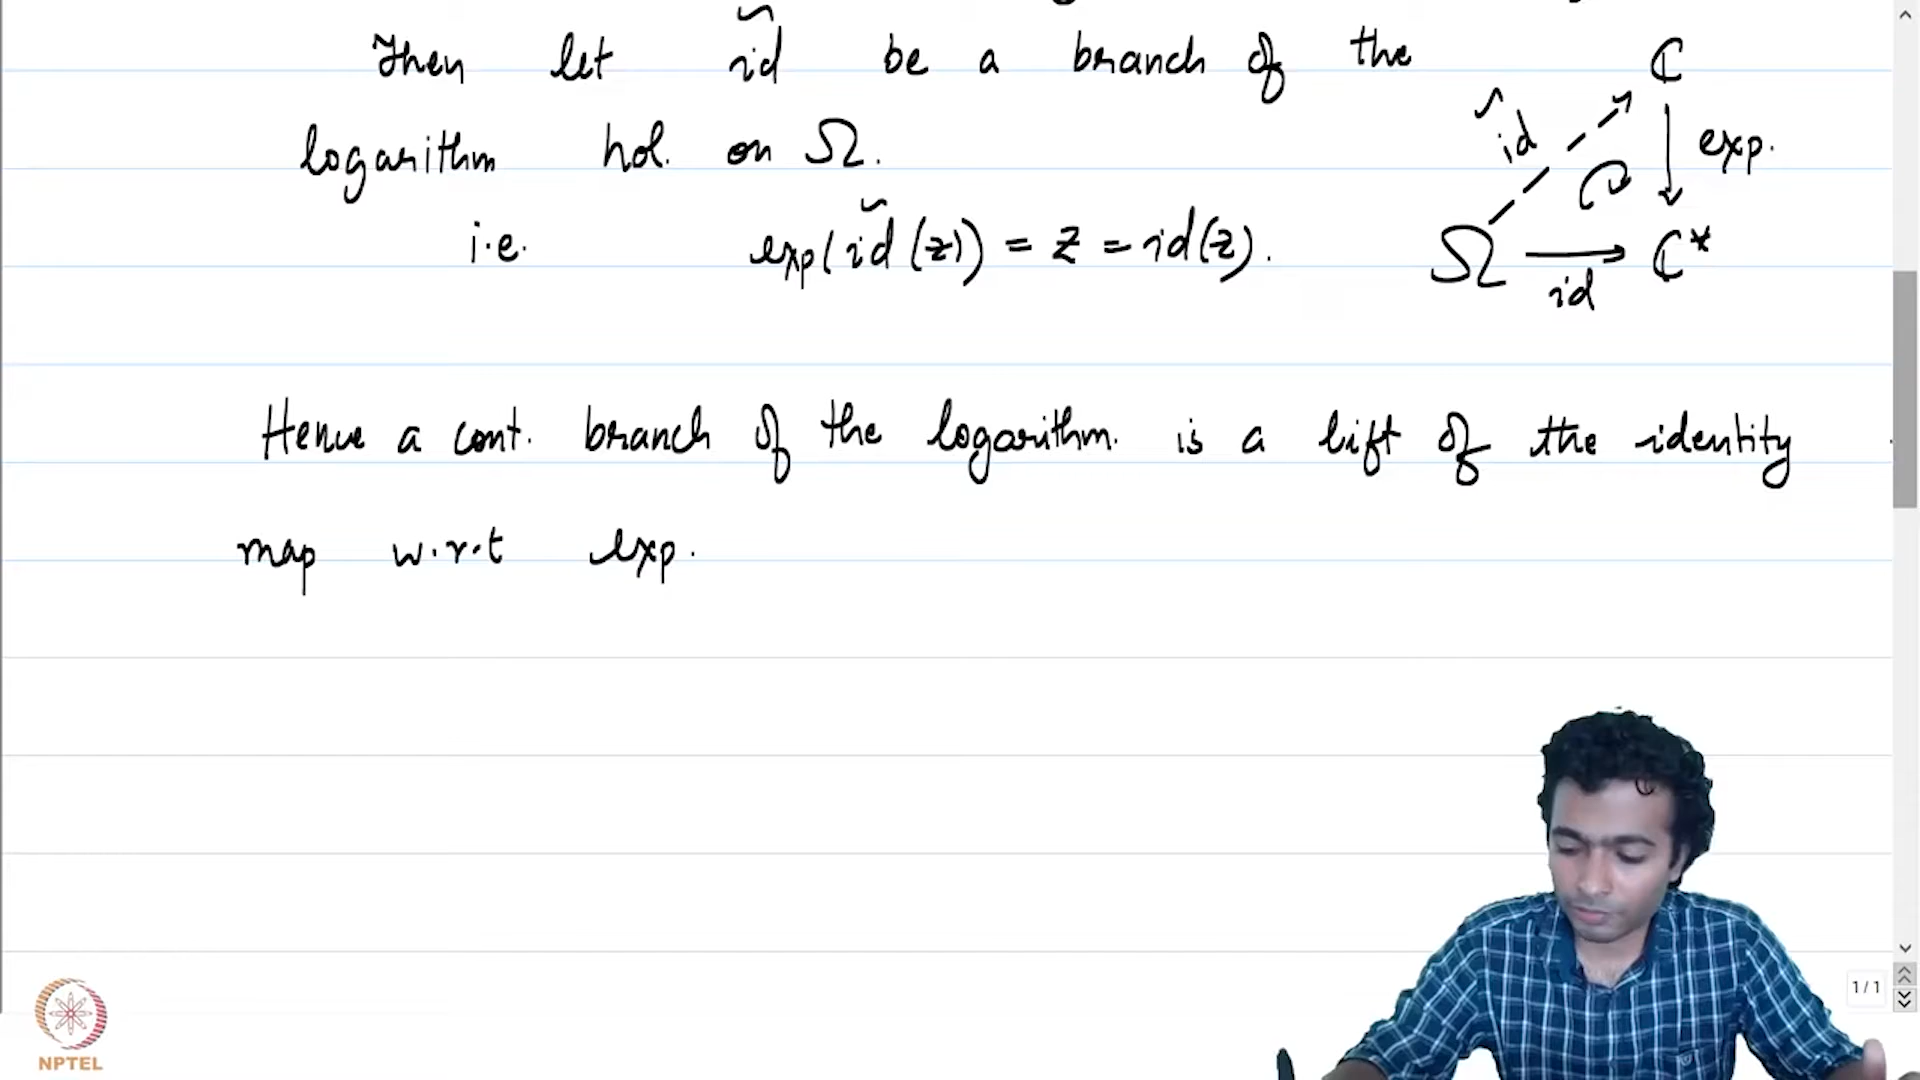 Then let ĩd be a branch of the
logarithm hol. on Ω.
i.e. exp(ĩd(z)) = z = id(z).
ℂ
ĩd
exp.
Ω → ℂ*
id
Hence a cont. branch of the logarithm. is a lift of the identity
map w.r.t exp.
1 / 1
NPTEL